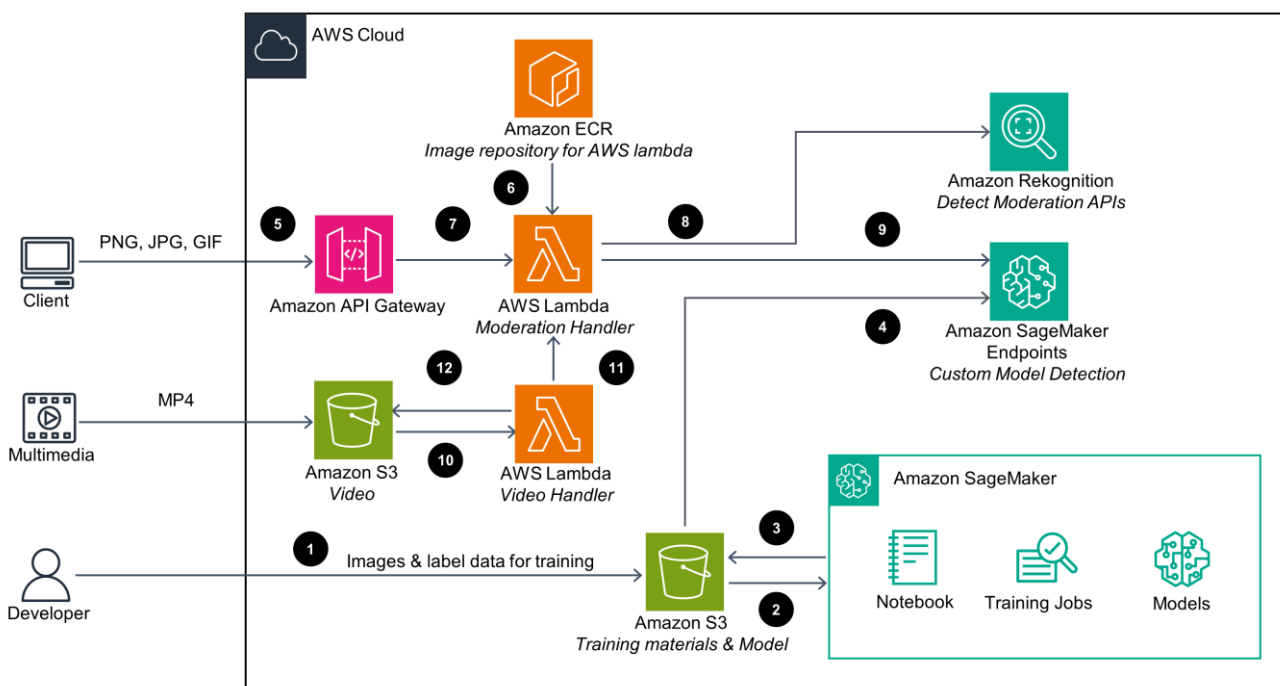 AWS Cloud
Amazon ECR
Image repository for AWS lambda
6
Amazon Rekognition
Detect Moderation APIs
5
7
8
9
PNG, JPG, GIF
Client
Amazon API Gateway
AWS Lambda
Moderation Handler
4
Amazon SageMaker
Endpoints
Custom Model Detection
12
11
MP4
Multimedia
10
Amazon S3
Video
AWS Lambda
Video Handler
Amazon SageMaker
1
Images & label data for training
3
Developer
2
Amazon S3
Training materials & Model
Notebook
Training Jobs
Models